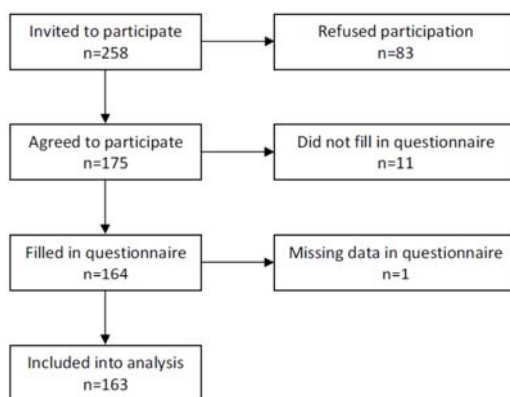 Invited to participate
n=258
Refused participation
n=83
Agreed to participate
n=175
Did not fill in questionnaire
n=11
Filled in questionnaire
n=164
Missing data in questionnaire
n=1
Included into analysis
n=163